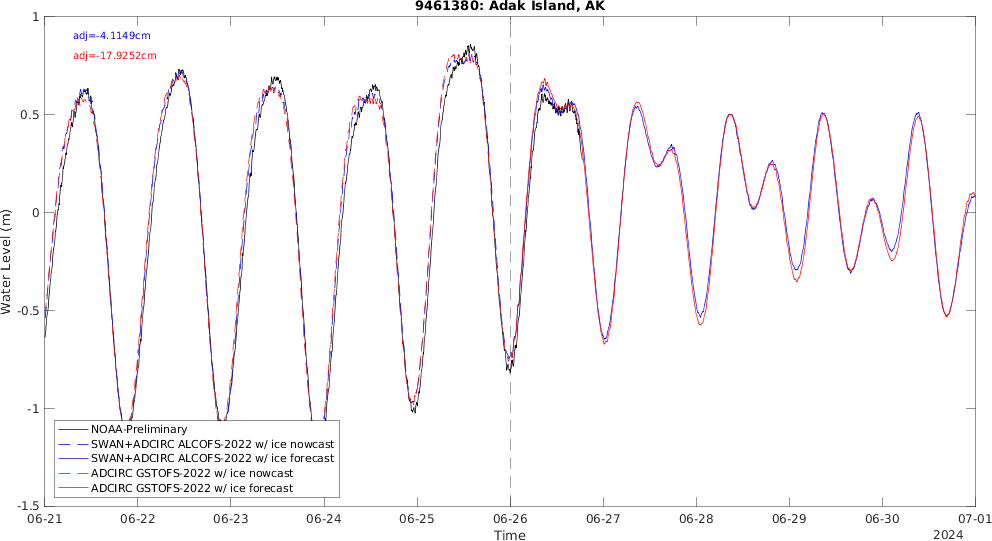 9461380: Adak Island, AK
adj=-4.1149cm
adj=-17.9252cm
Water Level (m)
1
0.5
0
-0.5
-1
-1.5
NOAA-Preliminary
SWAN+ADCIRC ALCOFS-2022 w/ ice nowcast
SWAN+ADCIRC ALCOFS-2022 w/ ice forecast
ADCIRC GSTOFS-2022 w/ ice nowcast
ADCIRC GSTOFS-2022 w/ ice forecast
06-21 06-22 06-23 06-24 06-25 06-26 06-27 06-28 06-29 06-30 07-01
Time
2024